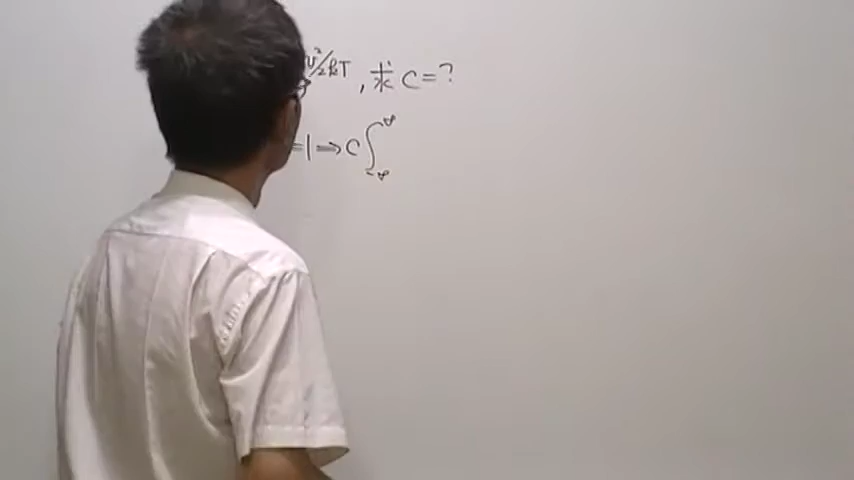 v²/2kT , 求 C = ?
=1 ⇒ C ∫_{-∞}^{∞}